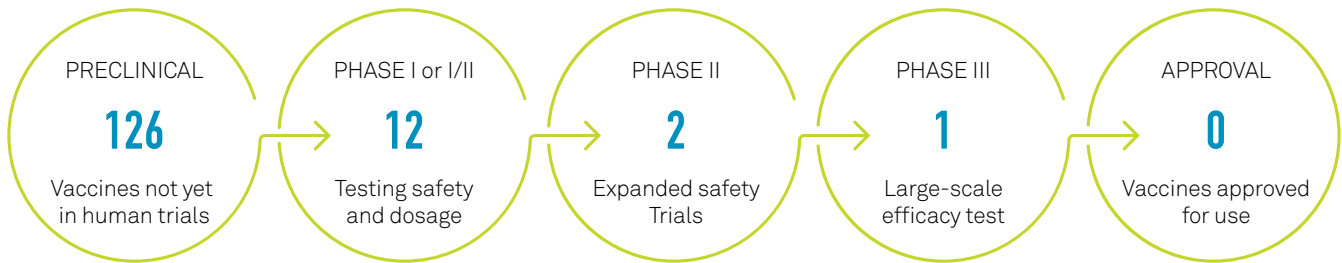 PRECLINICAL
126
Vaccines not yet
in human trials
PHASE I or I/II
12
Testing safety
and dosage
PHASE II
2
Expanded safety
Trials
PHASE III
1
Large-scale
efficacy test
APPROVAL
0
Vaccines approved
for use